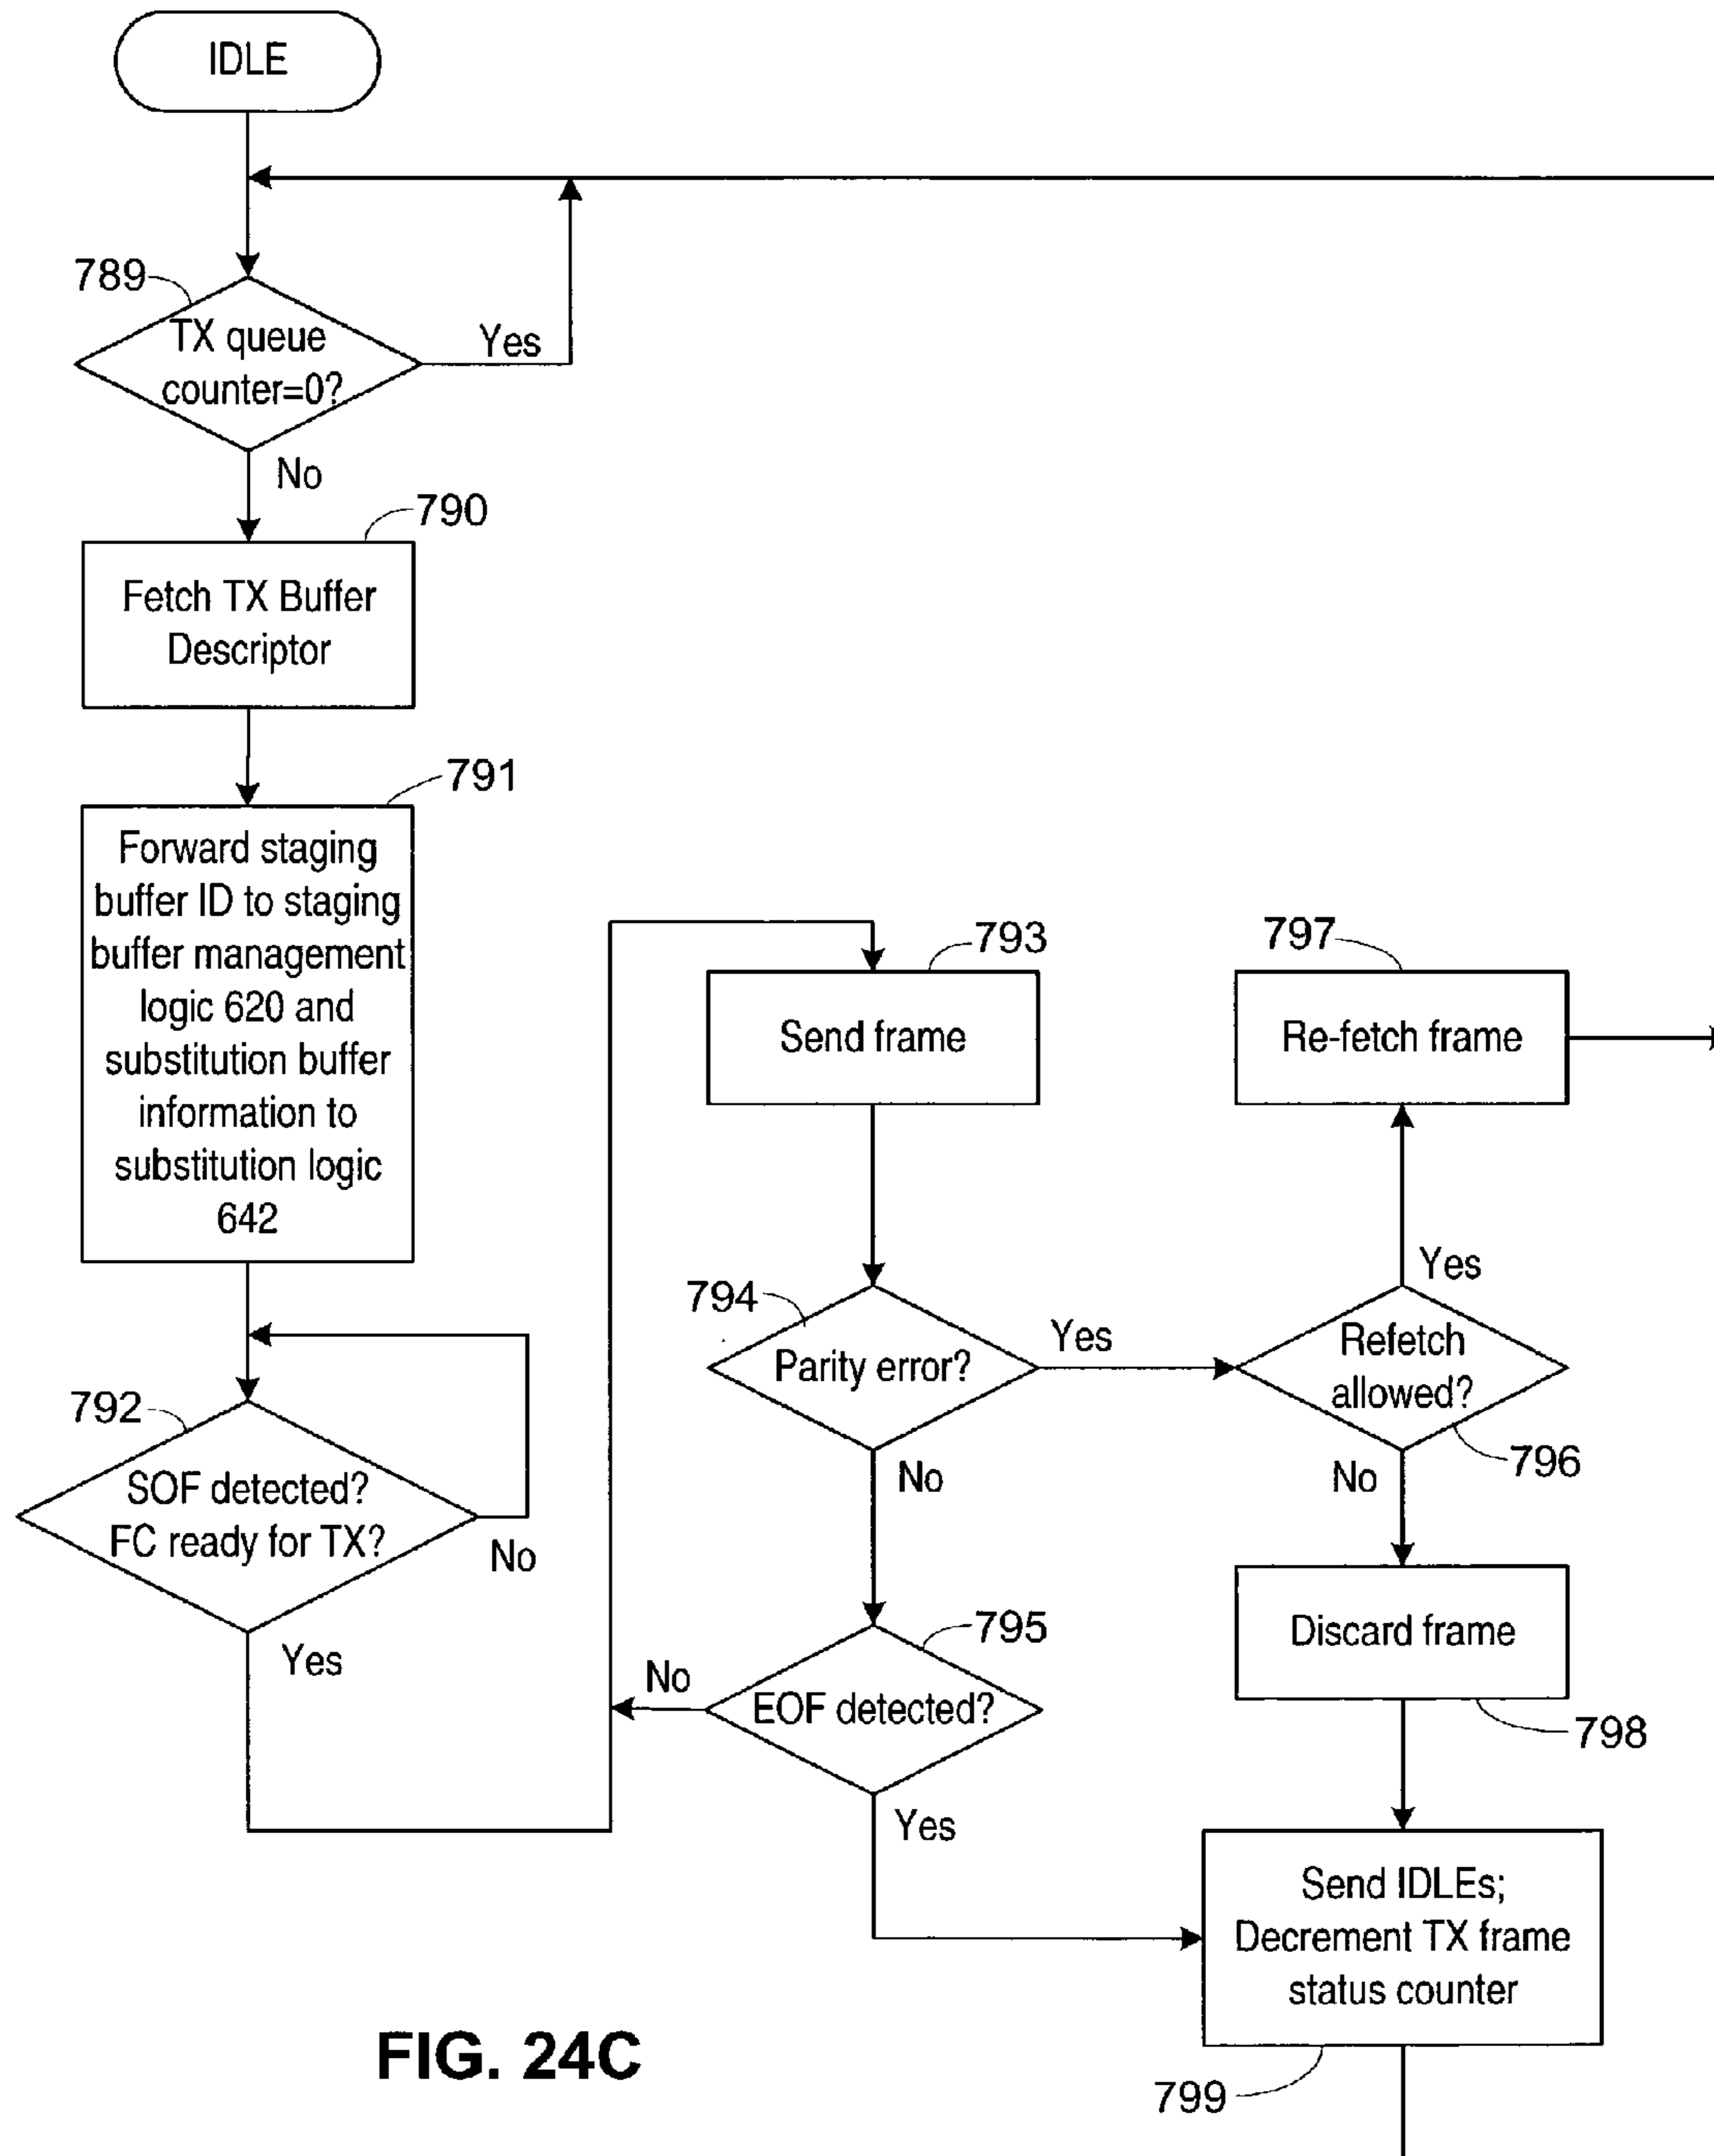 IDLE
789
TX queue
counter=0?
Yes
No
790
Fetch TX Buffer
Descriptor
791
Forward staging
buffer ID to staging
buffer management
logic 620 and
substitution buffer
information to
substitution logic
642
792
SOF detected?
FC ready for TX?
No
Yes
793
Send frame
794
Parity error?
Yes
No
795
EOF detected?
No
Yes
797
Re-fetch frame
Yes
Refetch
allowed?
796
No
Discard frame
798
Send IDLEs;
Decrement TX frame
status counter
799
FIG. 24C